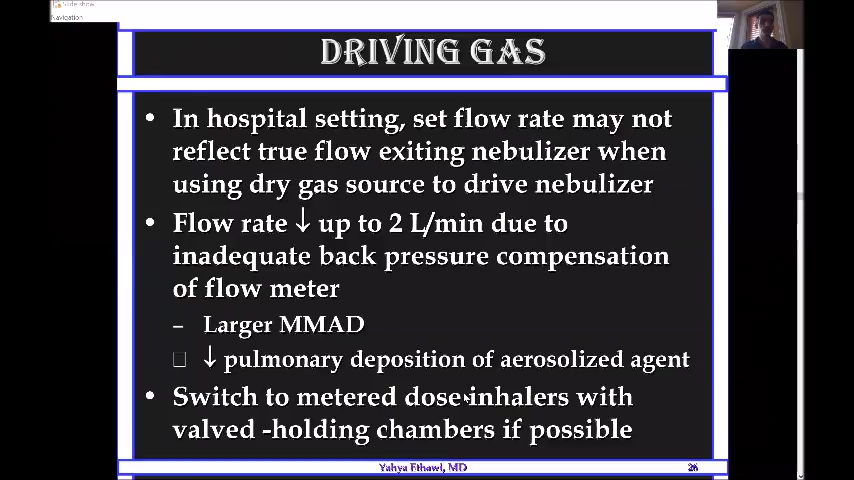 Slide show
Navigation
DRIVING GAS
• In hospital setting, set flow rate may not
reflect true flow exiting nebulizer when
using dry gas source to drive nebulizer
• Flow rate ↓ up to 2 L/min due to
inadequate back pressure compensation
of flow meter
– Larger MMAD
□ ↓ pulmonary deposition of aerosolized agent
• Switch to metered dose-inhalers with
valved -holding chambers if possible
Yahya Ethawi, MD
26